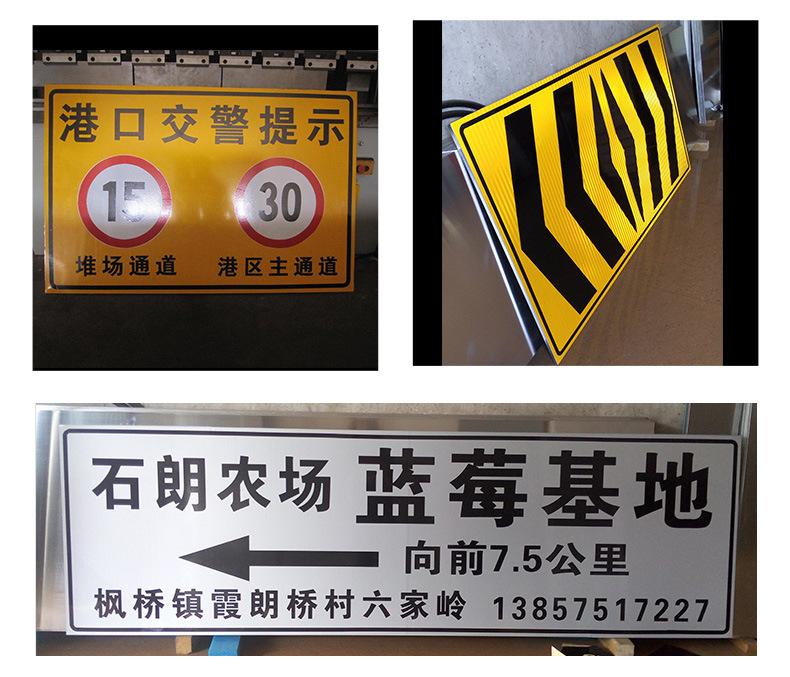 港口交警提示
15 30
堆场通道 港区主通道
石朗农场 蓝莓基地
向前7.5公里
枫桥镇霞朗桥村六家岭 13857517227